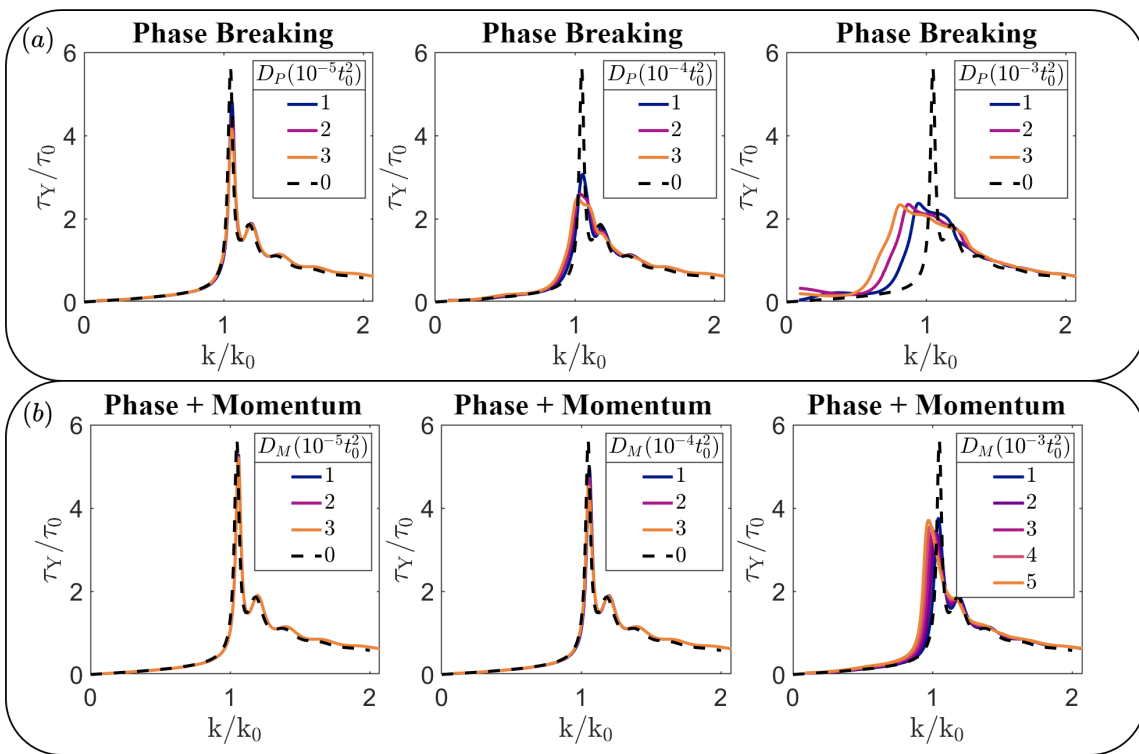 (a)
Phase Breaking
D_P(10^{-5}t_0^2)
1
2
3
0
τ_Y/τ_0
6
4
2
0
0
1
2
k/k_0
Phase Breaking
D_P(10^{-4}t_0^2)
1
2
3
0
τ_Y/τ_0
6
4
2
0
0
1
2
k/k_0
Phase Breaking
D_P(10^{-3}t_0^2)
1
2
3
0
τ_Y/τ_0
6
4
2
0
0
1
2
k/k_0
(b)
Phase + Momentum
D_M(10^{-5}t_0^2)
1
2
3
0
τ_Y/τ_0
6
4
2
0
0
1
2
k/k_0
Phase + Momentum
D_M(10^{-4}t_0^2)
1
2
3
0
τ_Y/τ_0
6
4
2
0
0
1
2
k/k_0
Phase + Momentum
D_M(10^{-3}t_0^2)
1
2
3
4
5
τ_Y/τ_0
6
4
2
0
0
1
2
k/k_0